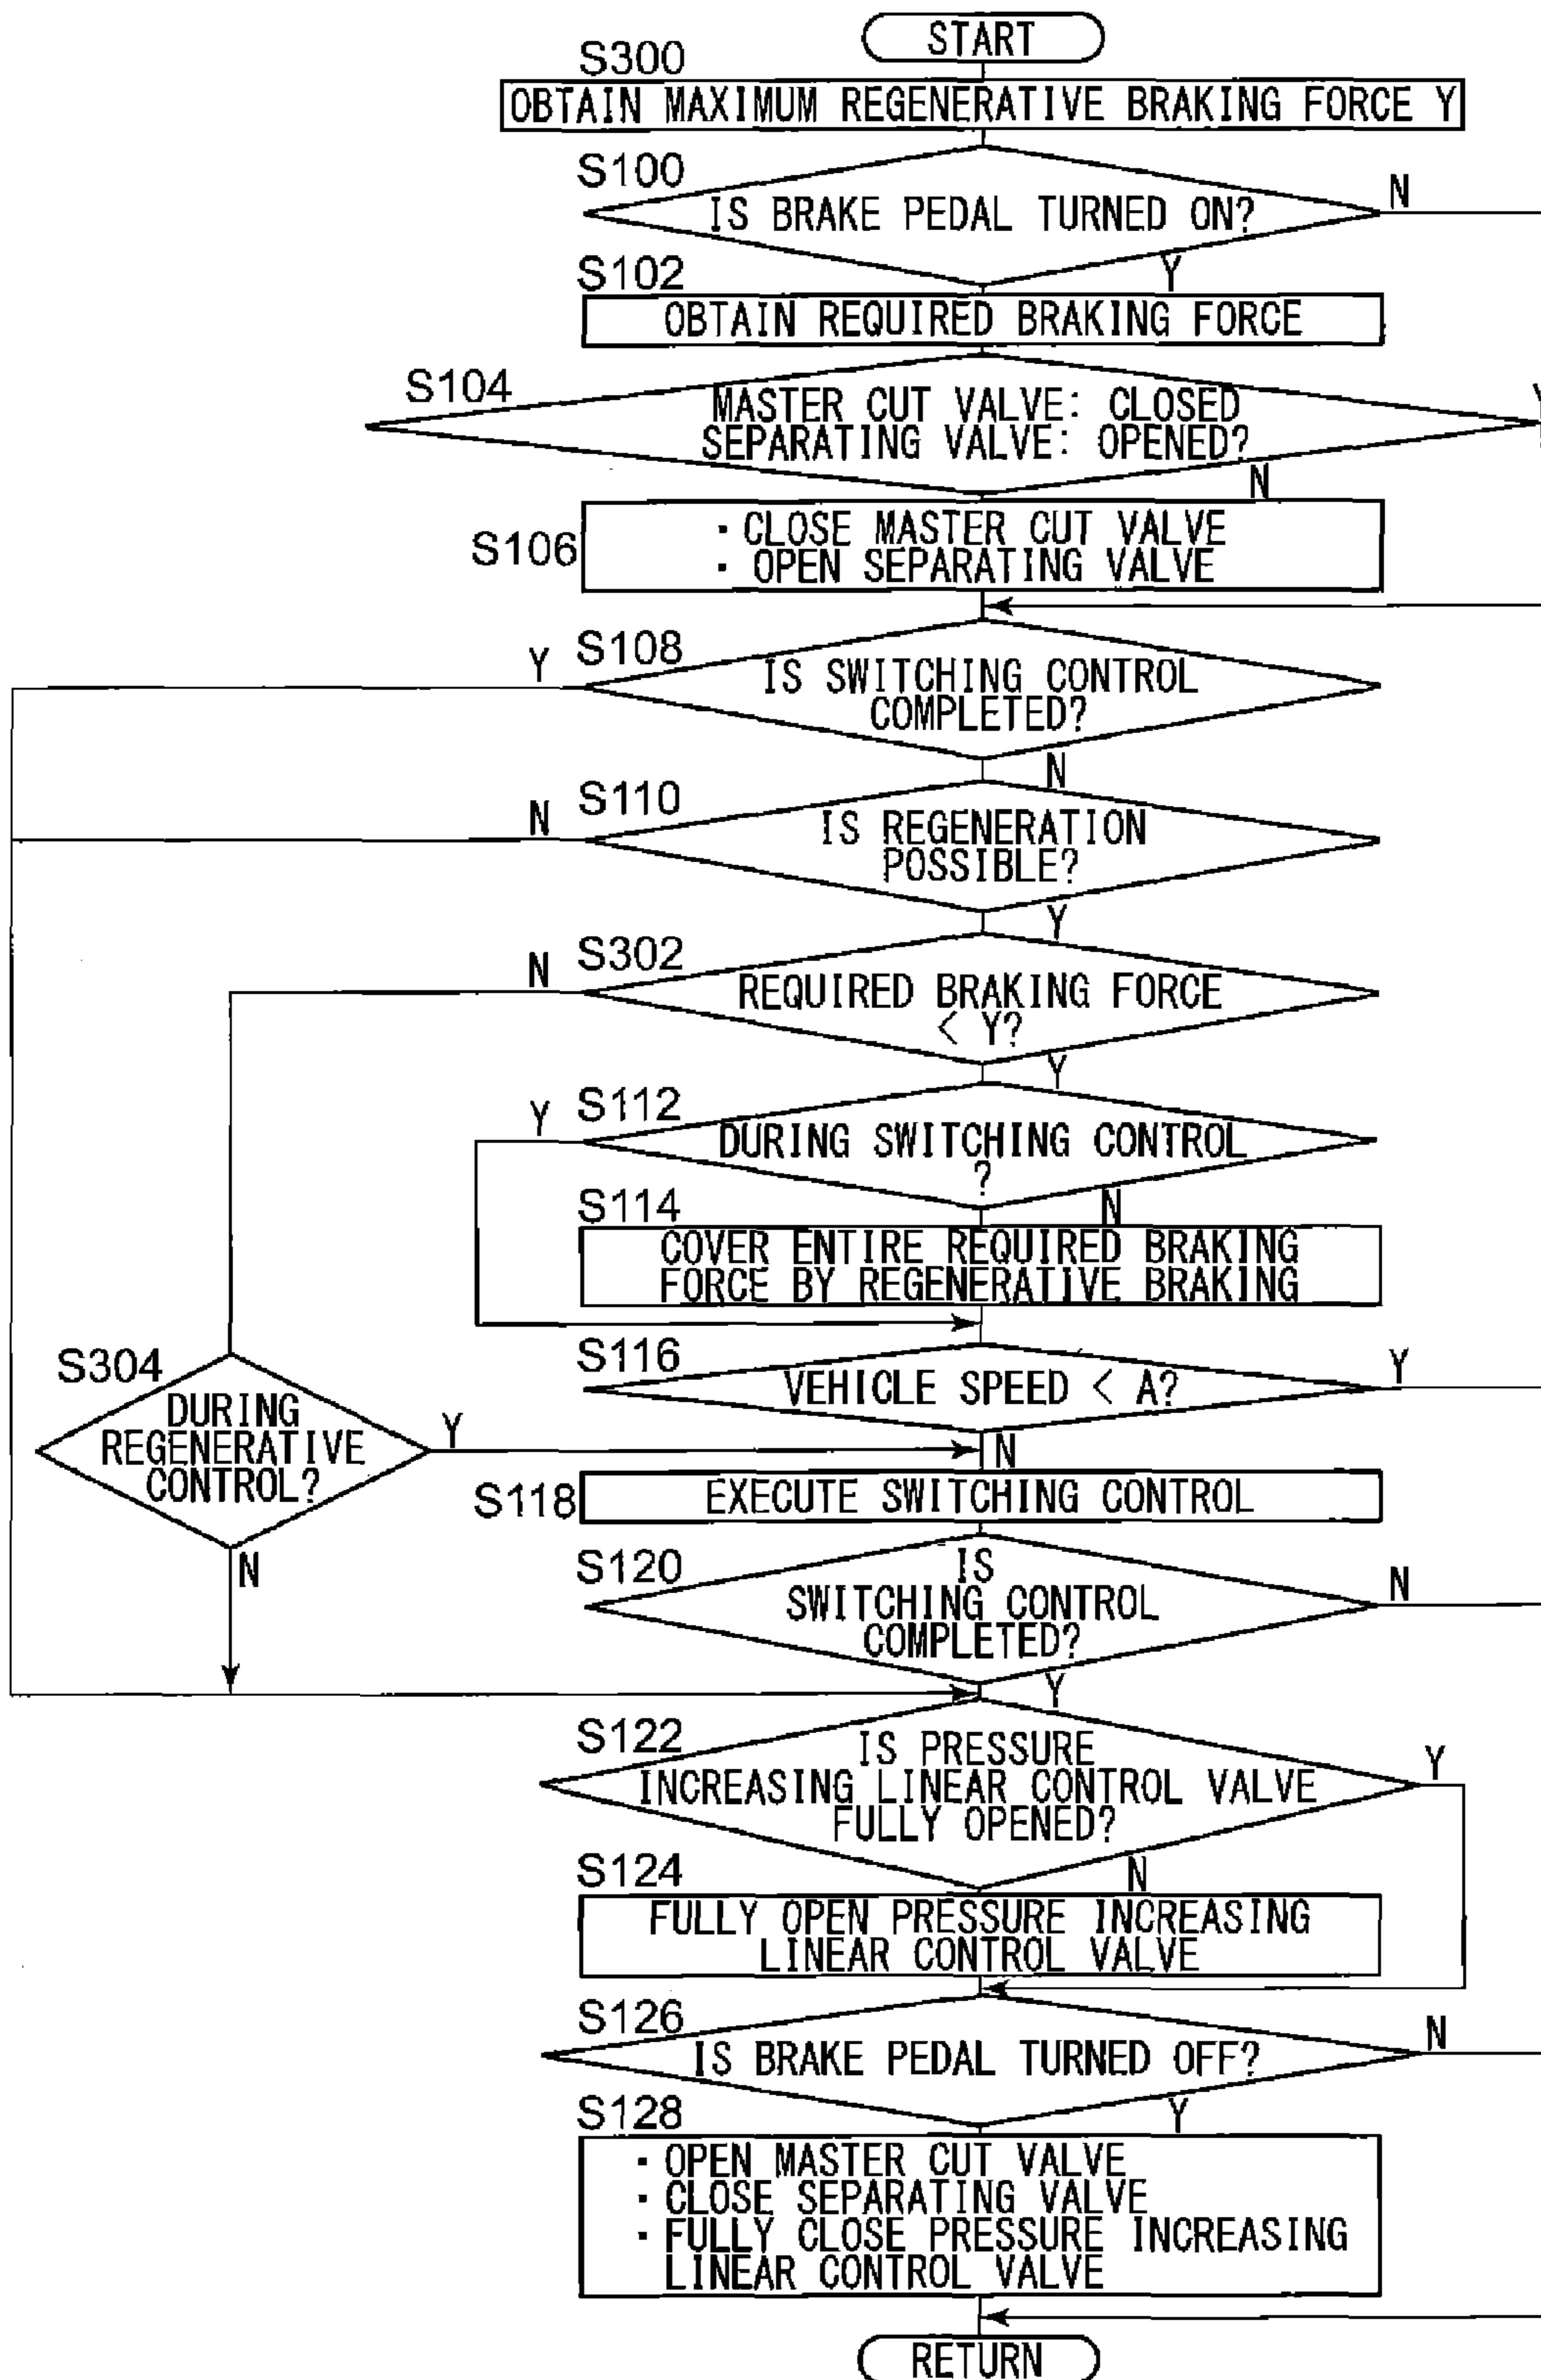 START
S300
OBTAIN MAXIMUM REGENERATIVE BRAKING FORCE Y
S100
N
IS BRAKE PEDAL TURNED ON?
Y
S102
OBTAIN REQUIRED BRAKING FORCE
S104
Y
MASTER CUT VALVE: CLOSED
SEPARATING VALVE: OPENED?
N
S106
· CLOSE MASTER CUT VALVE
· OPEN SEPARATING VALVE
Y
S108
IS SWITCHING CONTROL
COMPLETED?
N
S110
N
IS REGENERATION
POSSIBLE?
Y
S302
N
REQUIRED BRAKING FORCE
< Y?
Y
S112
Y
DURING SWITCHING CONTROL
?
N
S114
COVER ENTIRE REQUIRED BRAKING
FORCE BY REGENERATIVE BRAKING
S116
VEHICLE SPEED < A?
Y
N
S304
DURING
REGENERATIVE
CONTROL?
Y
N
S118
EXECUTE SWITCHING CONTROL
S120
IS
SWITCHING CONTROL
COMPLETED?
N
Y
S122
IS PRESSURE
INCREASING LINEAR CONTROL VALVE
FULLY OPENED?
Y
N
S124
FULLY OPEN PRESSURE INCREASING
LINEAR CONTROL VALVE
S126
IS BRAKE PEDAL TURNED OFF?
N
Y
S128
· OPEN MASTER CUT VALVE
· CLOSE SEPARATING VALVE
· FULLY CLOSE PRESSURE INCREASING
LINEAR CONTROL VALVE
RETURN